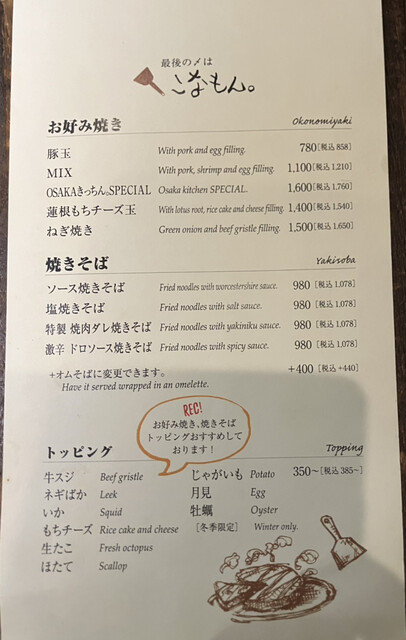 最後の〆は
こなもん。
お好み焼き Okonomiyaki
豚玉 With pork and egg filling. 780[税込 858]
MIX With pork, shrimp and egg filling. 1,100[税込 1,210]
OSAKAきっちん。SPECIAL Osaka kitchen SPECIAL. 1,600[税込 1,760]
蓮根もちチーズ玉 With lotus root, rice cake and cheese filling. 1,400[税込 1,540]
ねぎ焼き Green onion and beef gristle filling. 1,500[税込 1,650]
焼きそば Yakisoba
ソース焼きそば Fried noodles with worcestershire sauce. 980 [税込 1,078]
塩焼きそば Fried noodles with salt sauce. 980 [税込 1,078]
特製 焼肉ダレ焼きそば Fried noodles with yakiniku sauce. 980 [税込 1,078]
激辛 ドロソース焼きそば Fried noodles with spicy sauce. 980 [税込 1,078]
+オムそばに変更できます。 +400 [税込 +440]
Have it served wrapped in an omelette.
REC!
お好み焼き、焼きそば
トッピングおすすめして
おります!
トッピング Topping
牛スジ Beef gristle じゃがいも Potato 350~[税込 385~]
ネギばか Leek 月見 Egg
いか Squid 牡蠣 Oyster
もちチーズ Rice cake and cheese [冬季限定] Winter only.
生たこ Fresh octopus
ほたて Scallop